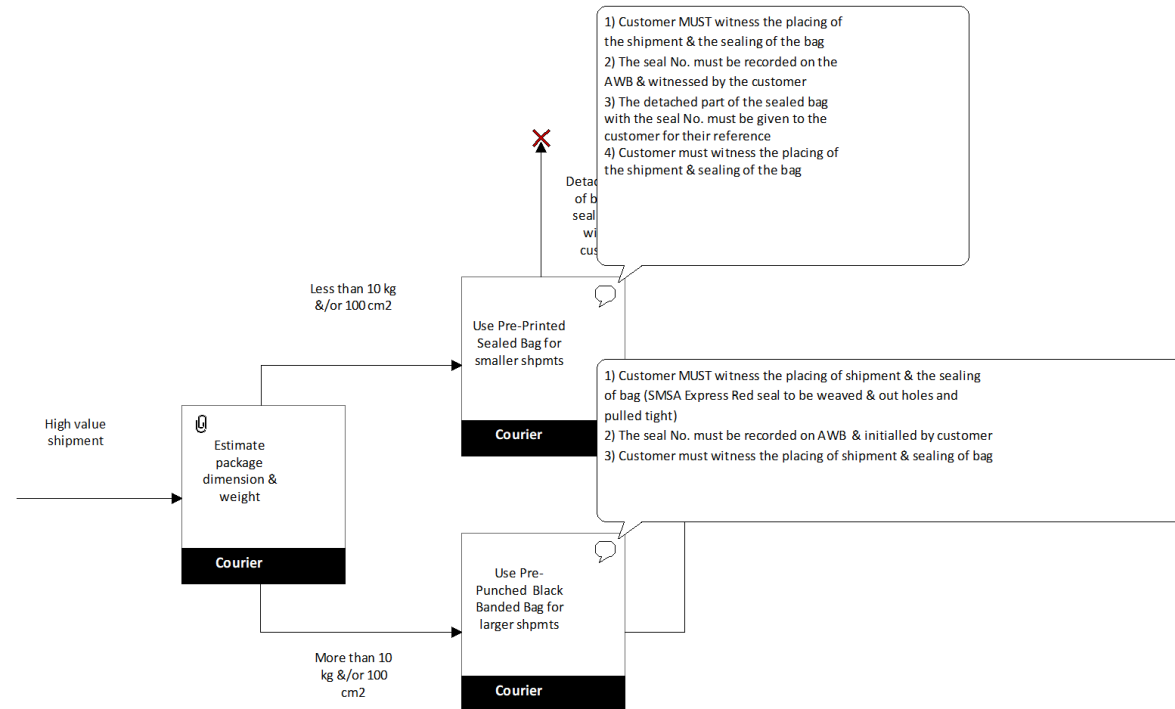 1) Customer MUST witness the placing of
the shipment & the sealing of the bag
2) The seal No. must be recorded on the
AWB & witnessed by the customer
3) The detached part of the sealed bag
with the seal No. must be given to the
customer for their reference
4) Customer must witness the placing of
the shipment & sealing of the bag
of
Less than 10 kg
&/or 100 cm2
Use Pre-Printed
Sealed Bag for
smaller shpmts
Courier
1) Customer MUST witness the placing of shipment & the sealing
of bag (SMSA Express Red seal to be weaved & out holes and
pulled tight)
2) The seal No. must be recorded on AWB & initialled by customer
3) Customer must witness the placing of shipment & sealing of bag
High value
shipment
Estimate
package
dimension &
weight
Courier
Use Pre-
Punched Black
Banded Bag for
larger shpmts
Courier
More than 10
kg &/or 100
cm2